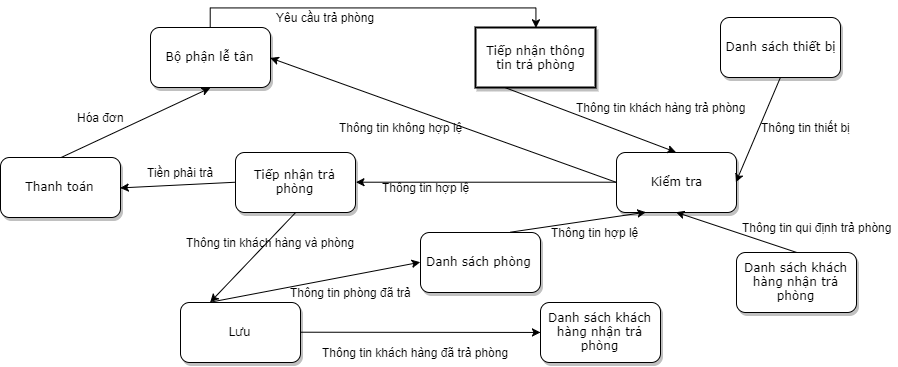 Yêu cầu trả phòng
Bộ phận lễ tân
Tiếp nhận thông
tin trả phòng
Danh sách thiết bị
Thông tin khách hàng trả phòng
Hóa đơn
Thông tin không hợp lệ
Thông tin thiết bị
Thanh toán
Tiền phải trả
Tiếp nhận trả
phòng
Thông tin hợp lệ
Kiểm tra
Thông tin khách hàng và phòng
Thông tin hợp lệ
Thông tin qui định trả phòng
Danh sách phòng
Danh sách khách
hàng nhận trả
phòng
Thông tin phòng đã trả
Lưu
Danh sách khách
hàng nhận trả
phòng
Thông tin khách hàng đã trả phòng